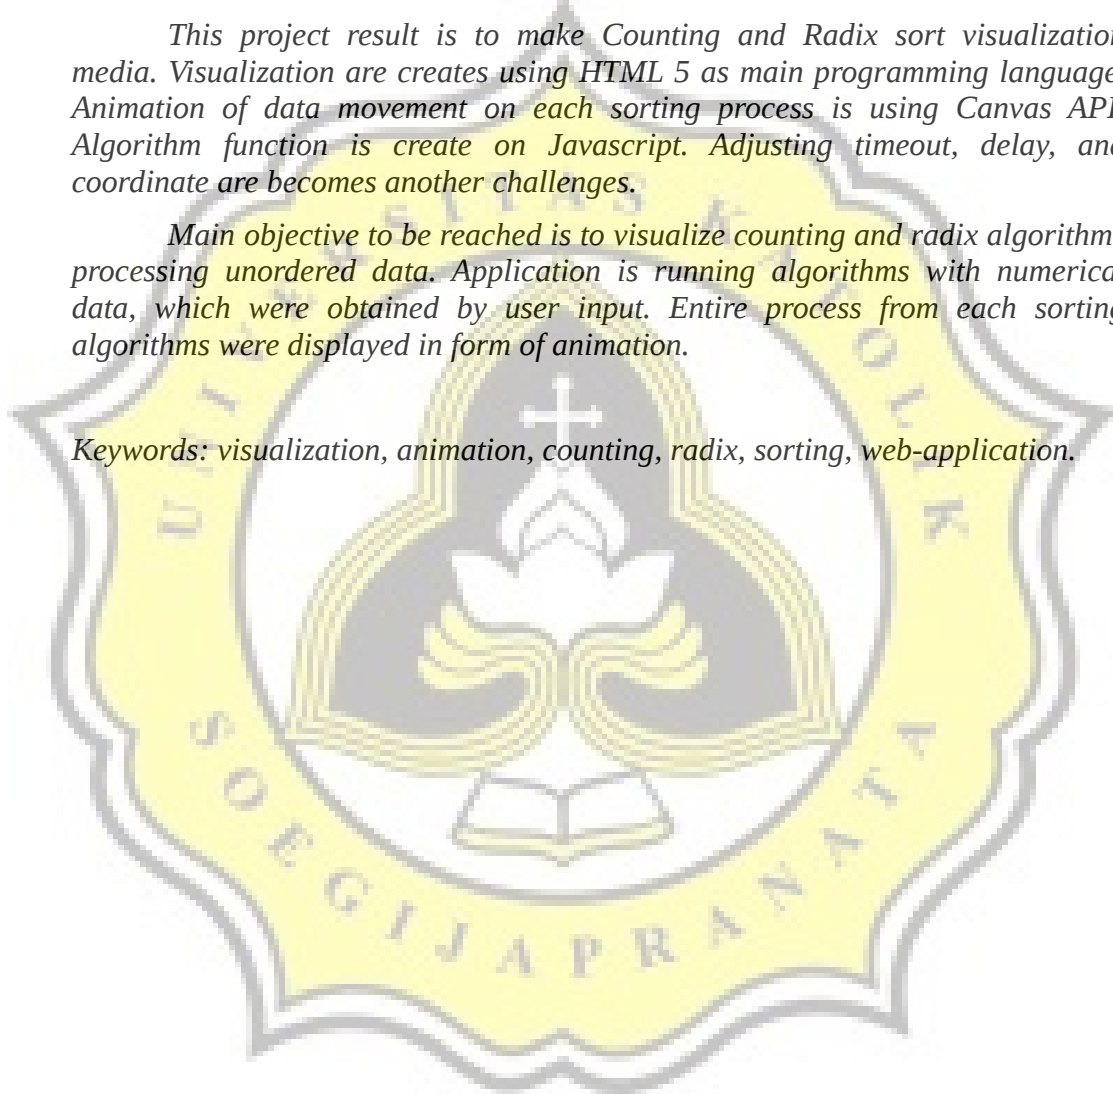 This project result is to make Counting and Radix sort visualization
media. Visualization are creates using HTML 5 as main programming language
Animation of data movement on each sorting process is using Canvas API
Algorithm function is create on Javascript. Adjusting timeout, delay, and
coordinate are becomes another challenges.
Main objective to be reached is to visualize counting and radix algorithm
processing unordered data. Application is running algorithms with numerical
data, which were obtained by user input. Entire process from each sorting
algorithms were displayed in form of animation.
Keywords: visualization, animation, counting, radix, sorting, web-application.
UNIVERSITAS KATOLIK
SOEGIJAPRANATA